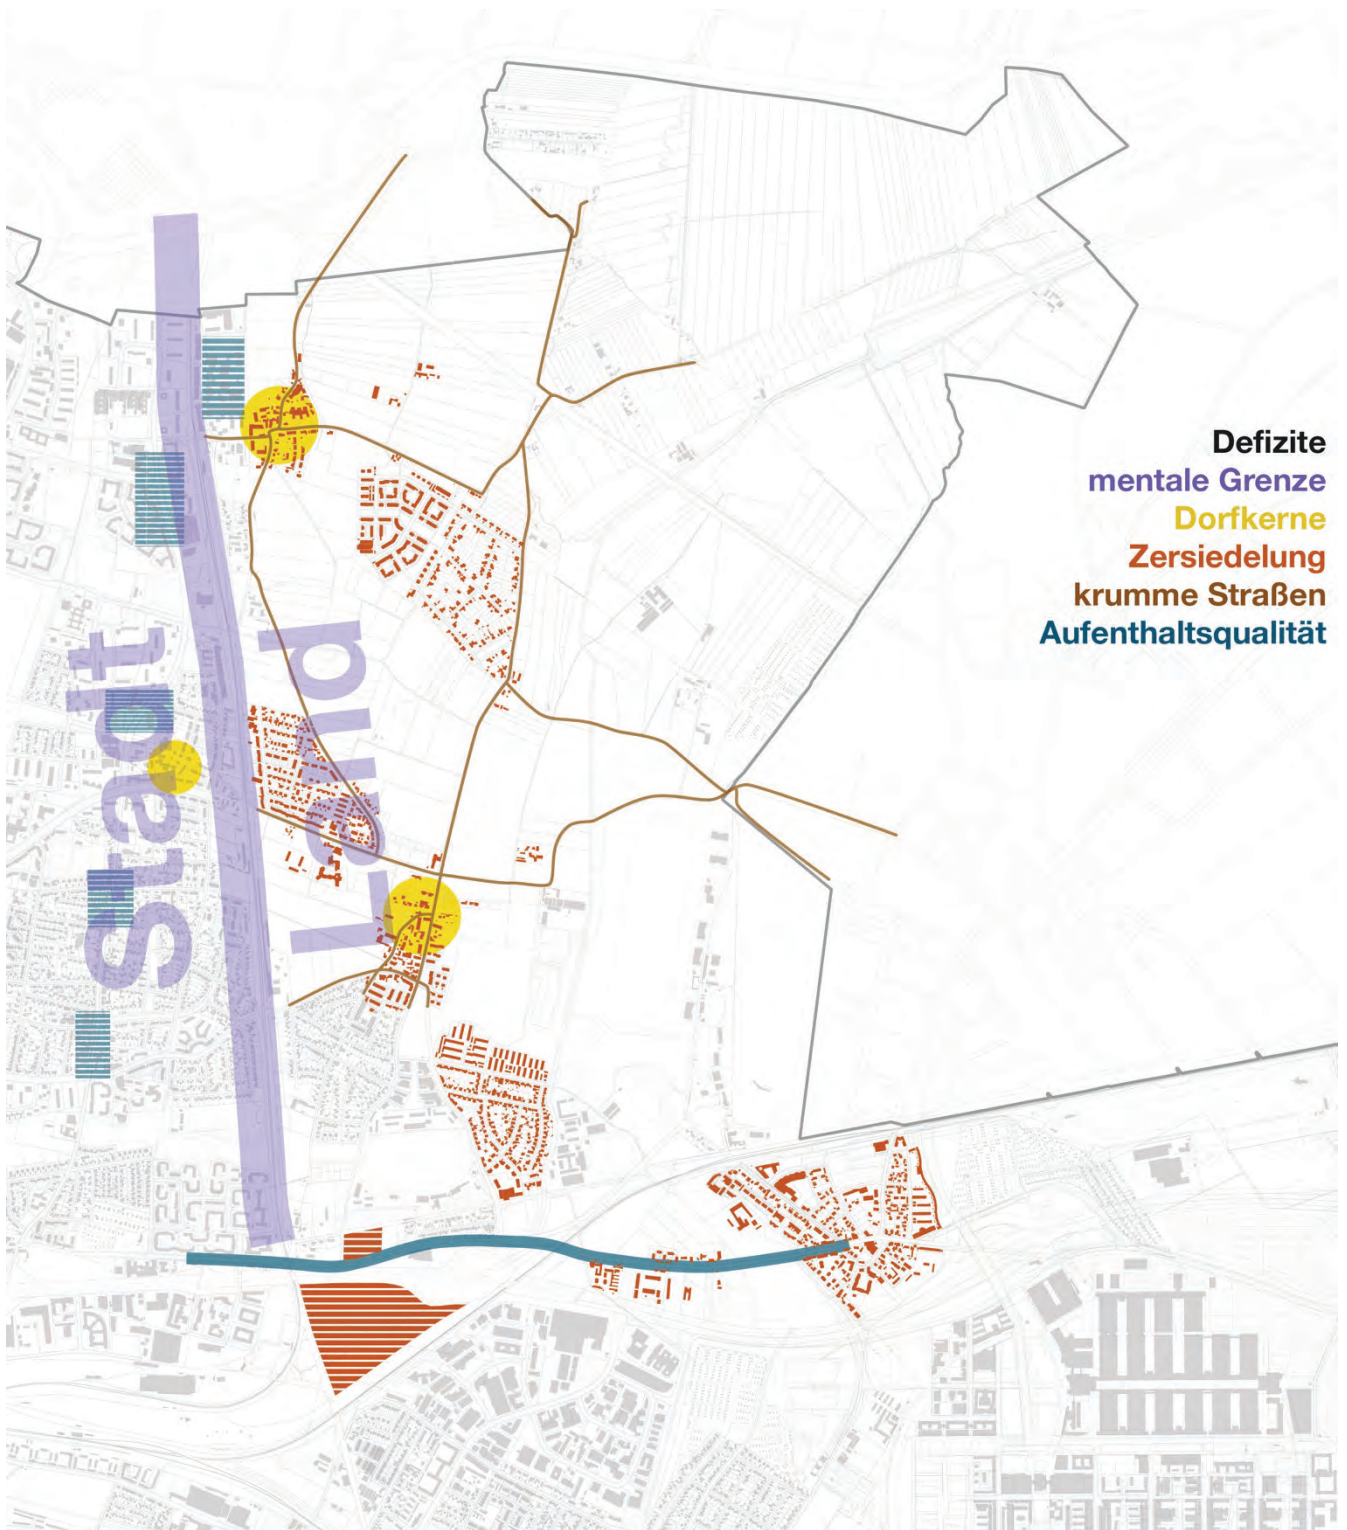 Defizite
mentale Grenze
Dorfkerne
Zersiedelung
krumme Straßen
Aufenthaltsqualität
Stadt
Land